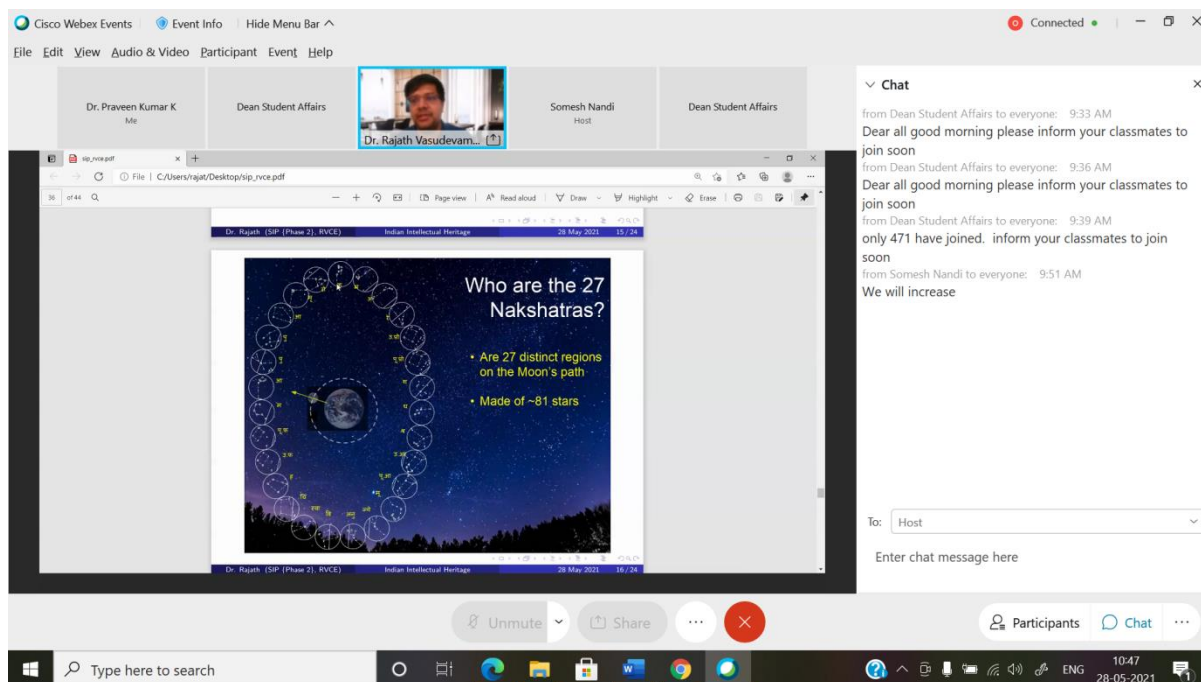 Cisco Webex Events
Event Info
Hide Menu Bar
Connected
File Edit View Audio & Video Participant Event Help
Dr. Praveen Kumar K
Me
Dean Student Affairs
Dr. Rajath Vasudevam...
Somesh Nandi
Host
Dean Student Affairs
sip_rvce.pdf
File C:/Users/rajat/Desktop/sip_rvce.pdf
36 of 44
Page view Read aloud Draw Highlight Erase
Dr. Rajath (SIP (Phase 2), RVCE) Indian Intellectual Heritage 28 May 2021 15 / 24
Who are the 27
Nakshatras?
• Are 27 distinct regions
on the Moon's path
• Made of ~81 stars
Dr. Rajath (SIP (Phase 2), RVCE) Indian Intellectual Heritage 28 May 2021 16 / 24
Chat
from Dean Student Affairs to everyone: 9:33 AM
Dear all good morning please inform your classmates to
join soon
from Dean Student Affairs to everyone: 9:36 AM
Dear all good morning please inform your classmates to
join soon
from Dean Student Affairs to everyone: 9:39 AM
only 471 have joined. inform your classmates to join
soon
from Somesh Nandi to everyone: 9:51 AM
We will increase
To: Host
Enter chat message here
Unmute
Share
Participants
Chat
Type here to search
ENG
10:47
28-05-2021